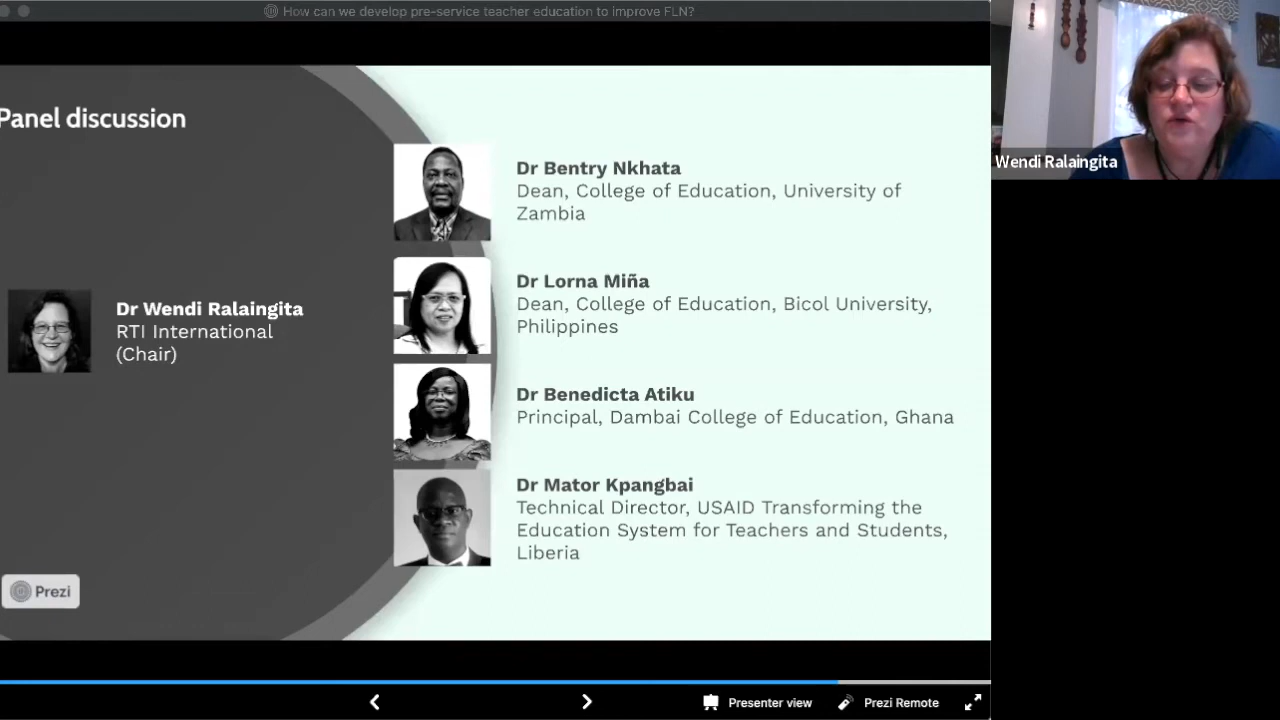 How can we develop pre-service teacher education to improve FLN?
Panel discussion
Dr Wendi Ralaingita
RTI International
(Chair)
Dr Bentry Nkhata
Dean, College of Education, University of
Zambia
Dr Lorna Miña
Dean, College of Education, Bicol University,
Philippines
Dr Benedicta Atiku
Principal, Dambai College of Education, Ghana
Dr Mator Kpangbai
Technical Director, USAID Transforming the
Education System for Teachers and Students,
Liberia
Prezi
Presenter view
Prezi Remote
Wendi Ralaingita